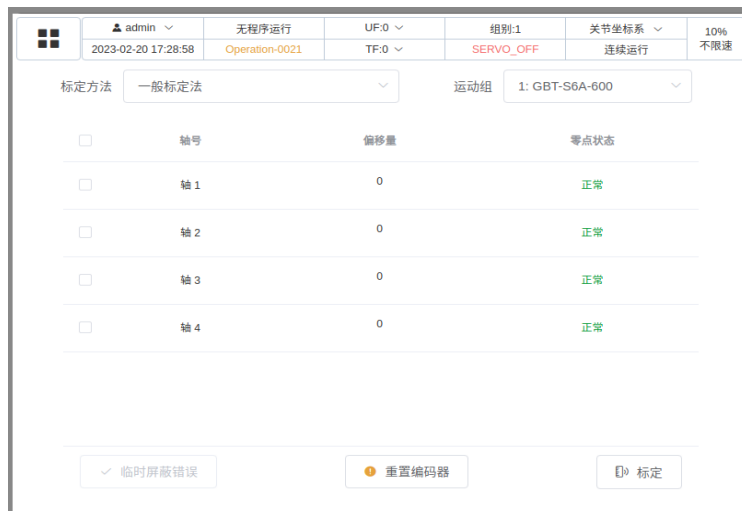 admin 无程序运行 UF:0 组别:1 关节坐标系 10%
2023-02-20 17:28:58 Operation-0021 TF:0 SERVO_OFF 连续运行 不限速
标定方法 一般标定法 运动组 1: GBT-S6A-600
轴号 偏移量 零点状态
轴 1 0 正常
轴 2 0 正常
轴 3 0 正常
轴 4 0 正常
临时屏蔽错误 重置编码器 标定